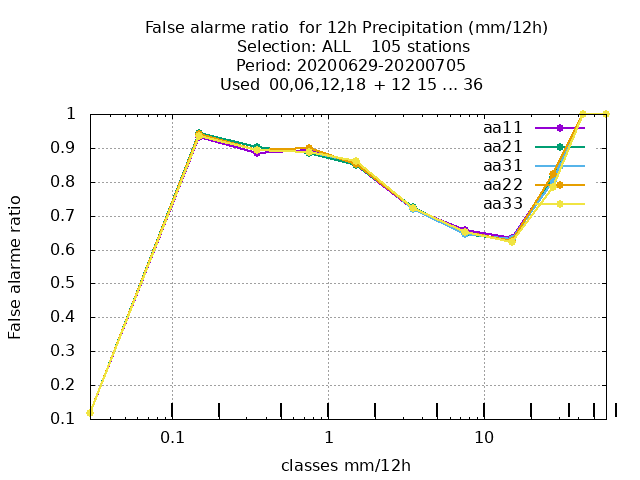 False alarme ratio  for 12h Precipitation (mm/12h)
Selection: ALL    105 stations
Period: 20200629-20200705
Used  00,06,12,18  + 12 15 ... 36
aa11
aa21
aa31
aa22
aa33
False alarme ratio
1
0.9
0.8
0.7
0.6
0.5
0.4
0.3
0.2
0.1
0.1
1
10
classes mm/12h